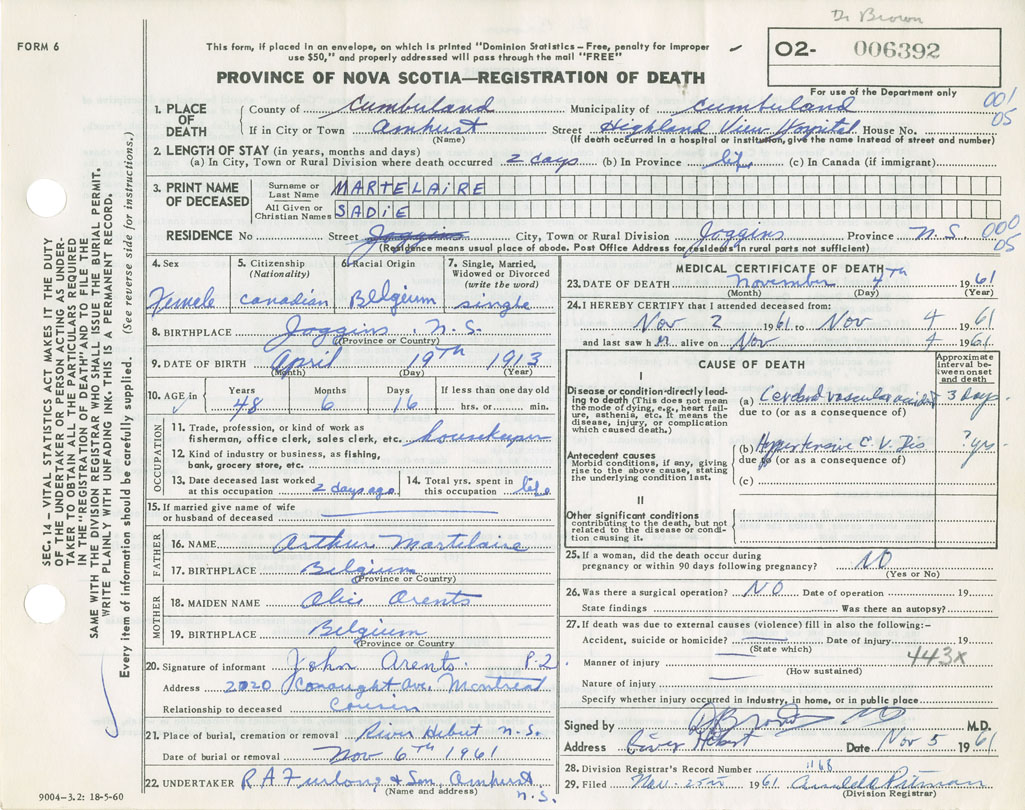 Dr Brown
FORM 6
This form, if placed in an envelope, on which is printed "Dominion Statistics—Free, penalty for improper
use $50," and properly addressed will pass through the mail "FREE"
02- 006392
PROVINCE OF NOVA SCOTIA—REGISTRATION OF DEATH
For use of the Department only
001
05
1. PLACE OF DEATH
County of Cumberland Municipality of Cumberland
If in City or Town Amherst Street Highland View Hospital House No.
(Name) (If death occurred in a hospital or institution, give the name instead of street and number)
2. LENGTH OF STAY (in years, months and days)
(a) In City, Town or Rural Division where death occurred 2 days (b) In Province life (c) In Canada (if immigrant)
3. PRINT NAME OF DECEASED
Surname or Last Name MARTELAIRE
All Given or Christian Names SADIE
RESIDENCE No Street Joggins City, Town or Rural Division Joggins Province N.S.
000
05
(Residence means usual place of abode. Post Office Address for residents in rural parts not sufficient)
4. Sex
Female
5. Citizenship
(Nationality)
Canadian
6. Racial Origin
Belgium
7. Single, Married,
Widowed or Divorced
(write the word)
single
8. BIRTHPLACE Joggins, N.S.
(Province or Country)
9. DATE OF BIRTH April 19th 1913
(Month) (Day) (Year)
10. AGE in
Years Months Days If less than one day old
48 6 16 hrs. or min.
OCCUPATION
11. Trade, profession, or kind of work as
fisherman, office clerk, sales clerk, etc. housekeeper
12. Kind of industry or business, as fishing,
bank, grocery store, etc.
13. Date deceased last worked
at this occupation 2 days ago
14. Total yrs. spent in
this occupation life
15. If married give name of wife
or husband of deceased
FATHER
16. NAME Arthur Martelaire
17. BIRTHPLACE Belgium
(Province or Country)
MOTHER
18. MAIDEN NAME Alic Arents
19. BIRTHPLACE Belgium
(Province or Country)
20. Signature of informant John Arents. P.Q.
Address 2020 Conaught Ave, Montreal
Relationship to deceased Cousin
21. Place of burial, cremation or removal River Hebert N.S.
Date of burial or removal Nov 6th 1961
22. UNDERTAKER R A Furlong & Son, Amherst
(Name and address) N.S.
MEDICAL CERTIFICATE OF DEATH
23. DATE OF DEATH November 4th 1961
(Month) (Day) (Year)
24. I HEREBY CERTIFY that I attended deceased from:
Nov 2 1961 to Nov 4 1961
and last saw h er alive on Nov 4 1961
CAUSE OF DEATH
Approximate
interval be-
tween onset
and death
I
Disease or condition directly lead-
ing to death (This does not mean
the mode of dying, e.g., heart fail-
ure, asthenia, etc. It means the
disease, injury, or complication
which caused death.)
(a) Cerebral vascular accident 3 days
due to (or as a consequence of)
Antecedent causes
Morbid conditions, if any, giving
rise to the above cause, stating the
underlying condition last.
(b) Hypertensive C.V. Dis ? yrs
due to (or as a consequence of)
(c)
II
Other significant conditions
contributing to the death, but not
related to the disease or condi-
tion causing it.
25. If a woman, did the death occur during
pregnancy or within 90 days following pregnancy? NO
(Yes or No)
26. Was there a surgical operation? NO Date of operation 19
State findings Was there an autopsy?
27. If death was due to external causes (violence) fill in also the following:-
Accident, suicide or homicide? Date of injury 19
(State which)
443X
Manner of injury
(How sustained)
Nature of injury
Specify whether injury occurred in industry, in home, or in public place
Signed by Brown MD M.D.
Address River Hebert Date Nov 5 1961
28. Division Registrar's Record Number 1168
29. Filed Nov. 25th 1961
(Division Registrar)
SEC. 14—VITAL STATISTICS ACT MAKES IT THE DUTY
OF THE UNDERTAKER OR PERSON ACTING AS UNDER-
TAKER TO OBTAIN ALL THE PARTICULARS REQUIRED
IN THE "REGISTRATION OF DEATH" AND TO FILE THE
SAME WITH THE DIVISION REGISTRAR WHO SHALL ISSUE THE BURIAL PERMIT.
WRITE PLAINLY WITH UNFADING INK. THIS IS A PERMANENT RECORD.
Every item of information should be carefully supplied. (See reverse side for instructions.)
9004-3.2: 18-5-60